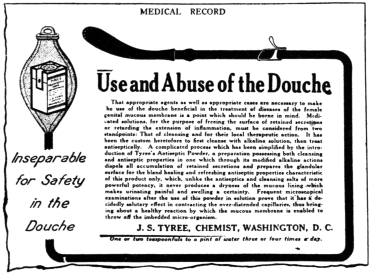 MEDICAL RECORD
Use and Abuse of the Douche
That appropriate agents as well as appropriate cases are necessary to make
the use of the douche beneficial in the treatment of diseases of the female
genital mucous membrane is a point which should be borne in mind. Medi-
cated solutions, for the purpose of freeing the surface of retained secretions
or retarding the extension of inflammation, must be considered from two
standpoints: That of cleansing and for their local therapeutic action. It has
been the custom heretofore to first cleanse with alkaline solution, then treat
antiseptically. A complicated process which has been simplified by the intro-
duction of Tyree's Antiseptic Powder, a preparation possessing both cleansing
and antiseptic properties in one which through its modified alkaline action
dispels all accumulation of retained secretions and prepares the glandular
surface for the bland healing and refreshing antiseptic properties characteristic
of this product only, which, unlike the antiseptics and cleansing salts of more
powerful potency, it never produces a dryness of the mucous lining which
makes urinating painful and swelling a certainty. Frequent microscopical
examinations after the use of this powder in solution prove that it has a de-
cidedly salutary effect in contracting the over-distended capillaries, thus bring-
ing about a healthy reaction by which the mucous membrane is enabled to
throw off the imbedded micro-organism.
J. S. TYREE, CHEMIST, WASHINGTON, D. C.
One or two teaspoonfuls to a pint of water three or four times a day.
Inseparable
for Safety
in the
Douche